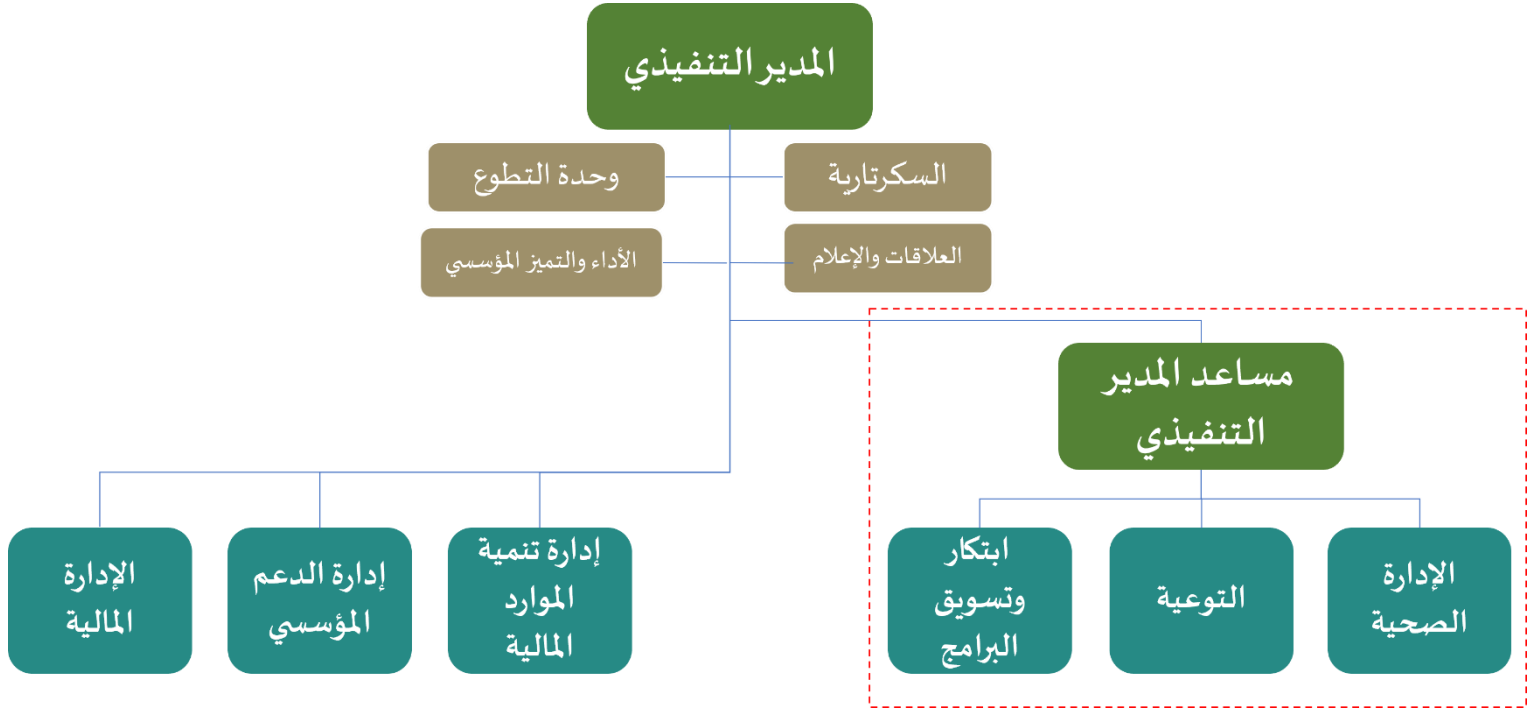 المدير التنفيذي
السكرتارية
وحدة التطوع
العلاقات والإعلام
الأداء والتميز المؤسسي
مساعد المدير
التنفيذي
الإدارة
الصحية
التوعية
ابتكار
وتسويق
البرامج
إدارة تنمية
الموارد
المالية
إدارة الدعم
المؤسسي
الإدارة
المالية